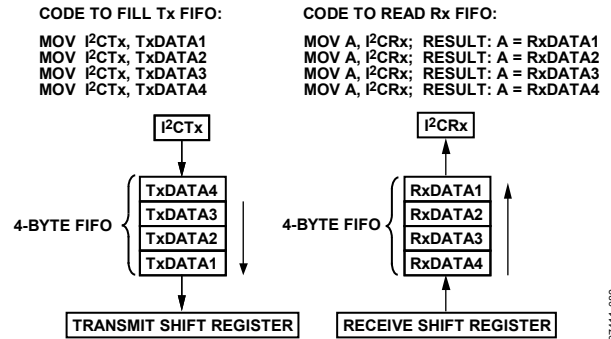 CODE TO FILL Tx FIFO:
MOV I²CTx, TxDATA1
MOV I²CTx, TxDATA2
MOV I²CTx, TxDATA3
MOV I²CTx, TxDATA4
I²CTx
4-BYTE FIFO
TxDATA4
TxDATA3
TxDATA2
TxDATA1
TRANSMIT SHIFT REGISTER
CODE TO READ Rx FIFO:
MOV A, I²CRx; RESULT: A = RxDATA1
MOV A, I²CRx; RESULT: A = RxDATA2
MOV A, I²CRx; RESULT: A = RxDATA3
MOV A, I²CRx; RESULT: A = RxDATA4
I²CRx
4-BYTE FIFO
RxDATA1
RxDATA2
RxDATA3
RxDATA4
RECEIVE SHIFT REGISTER